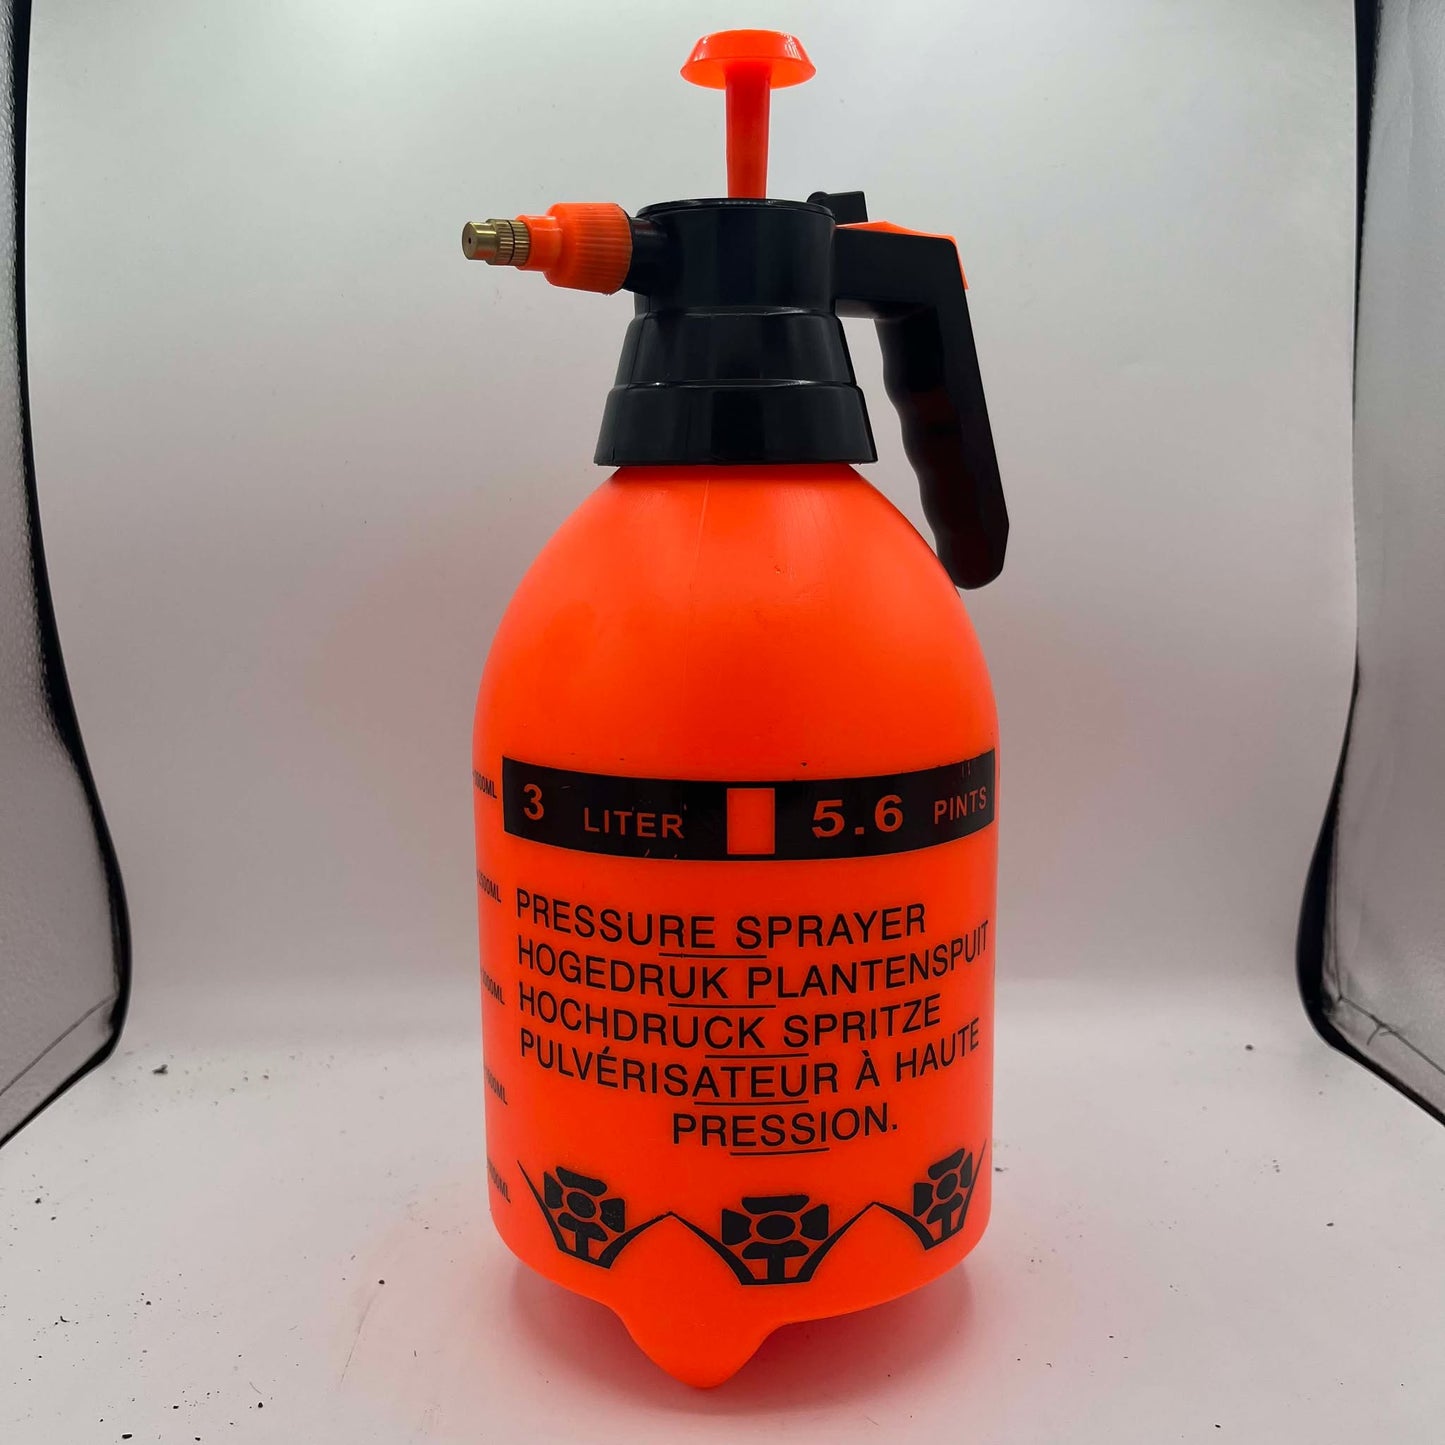 3 LITER 5.6 PINTS
PRESSURE SPRAYER
HOGEDRUK PLANTENSPUIT
HOCHDRUCK SPRITZE
PULVÉRISATEUR À HAUTE
PRESSION.